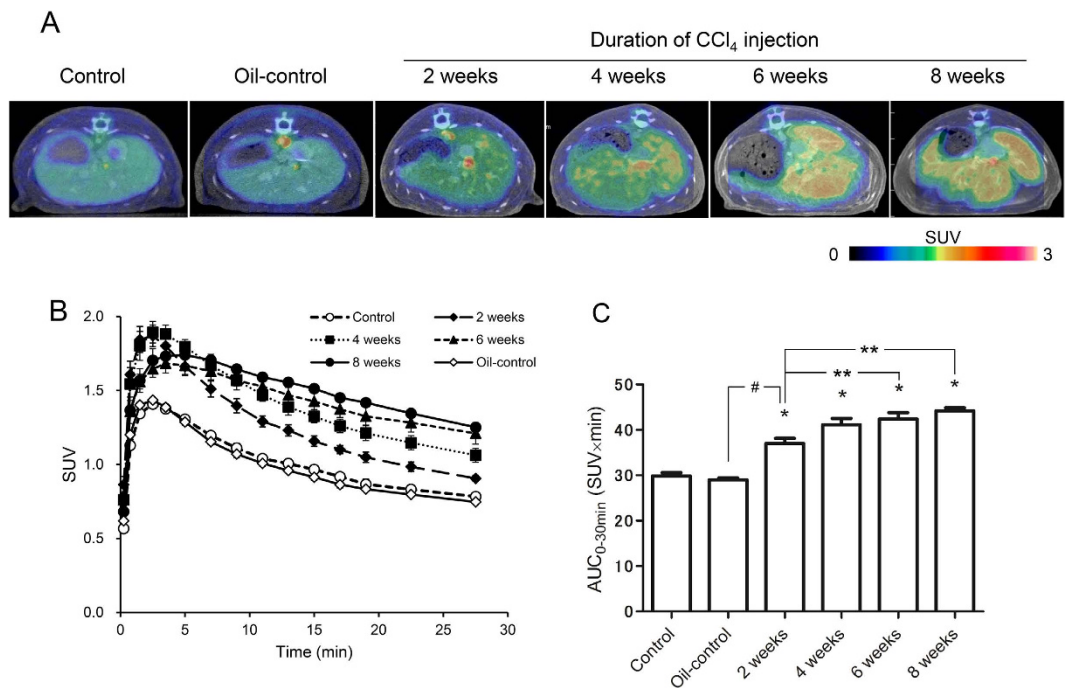 A
Duration of CCl₄ injection
Control Oil-control 2 weeks 4 weeks 6 weeks 8 weeks
SUV
0 3
B
2.0
1.5
1.0
0.5
0.0
SUV
Control 2 weeks
4 weeks 6 weeks
8 weeks Oil-control
0 5 10 15 20 25 30
Time (min)
C
**
**
#
* * * *
50
40
30
20
10
0
AUC₀₋₃₀min (SUV×min)
Control Oil-control 2 weeks 4 weeks 6 weeks 8 weeks